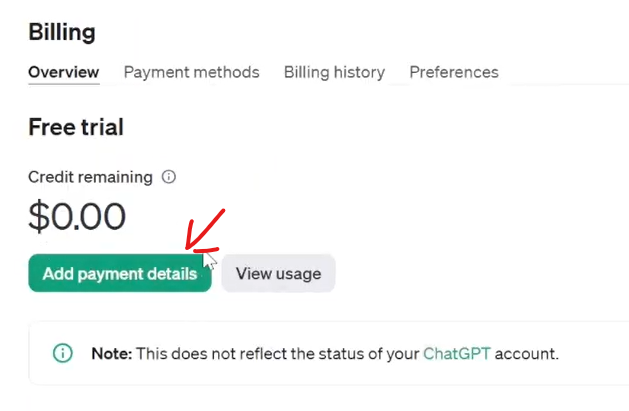 Billing
Overview Payment methods Billing history Preferences
Free trial
Credit remaining
$0.00
Add payment details View usage
Note: This does not reflect the status of your ChatGPT account.